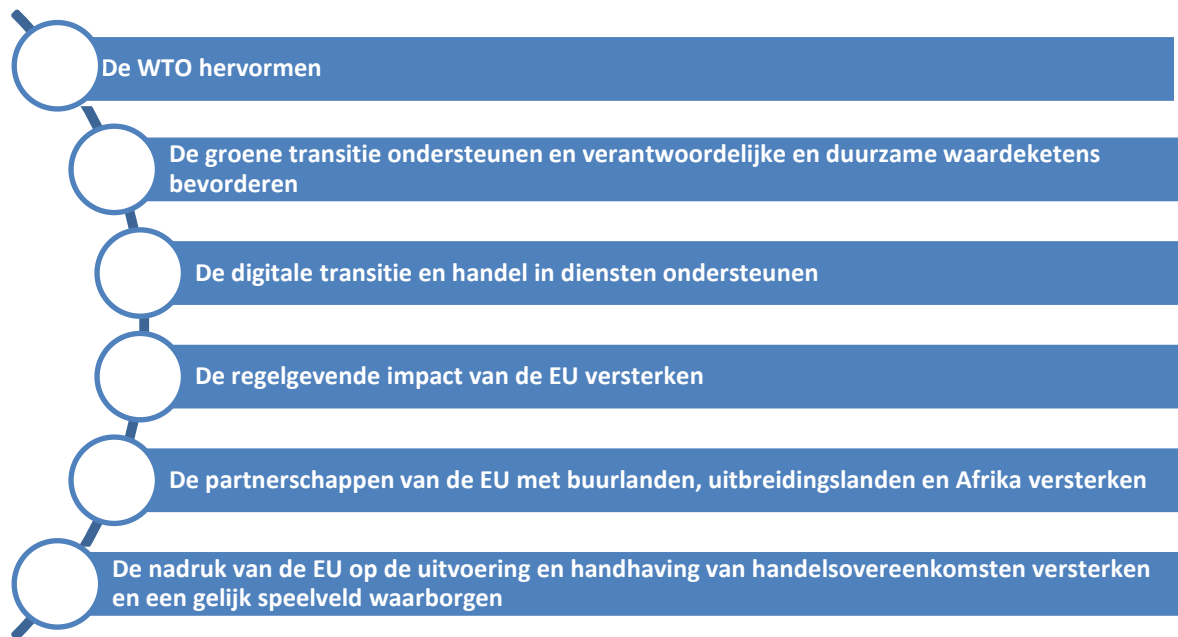 De WTO hervormen
De groene transitie ondersteunen en verantwoordelijke en duurzame waardeketens
bevorderen
De digitale transitie en handel in diensten ondersteunen
De regelgevende impact van de EU versterken
De partnerschappen van de EU met buurlanden, uitbreidingslanden en Afrika versterken
De nadruk van de EU op de uitvoering en handhaving van handelsovereenkomsten versterken
en een gelijk speelveld waarborgen